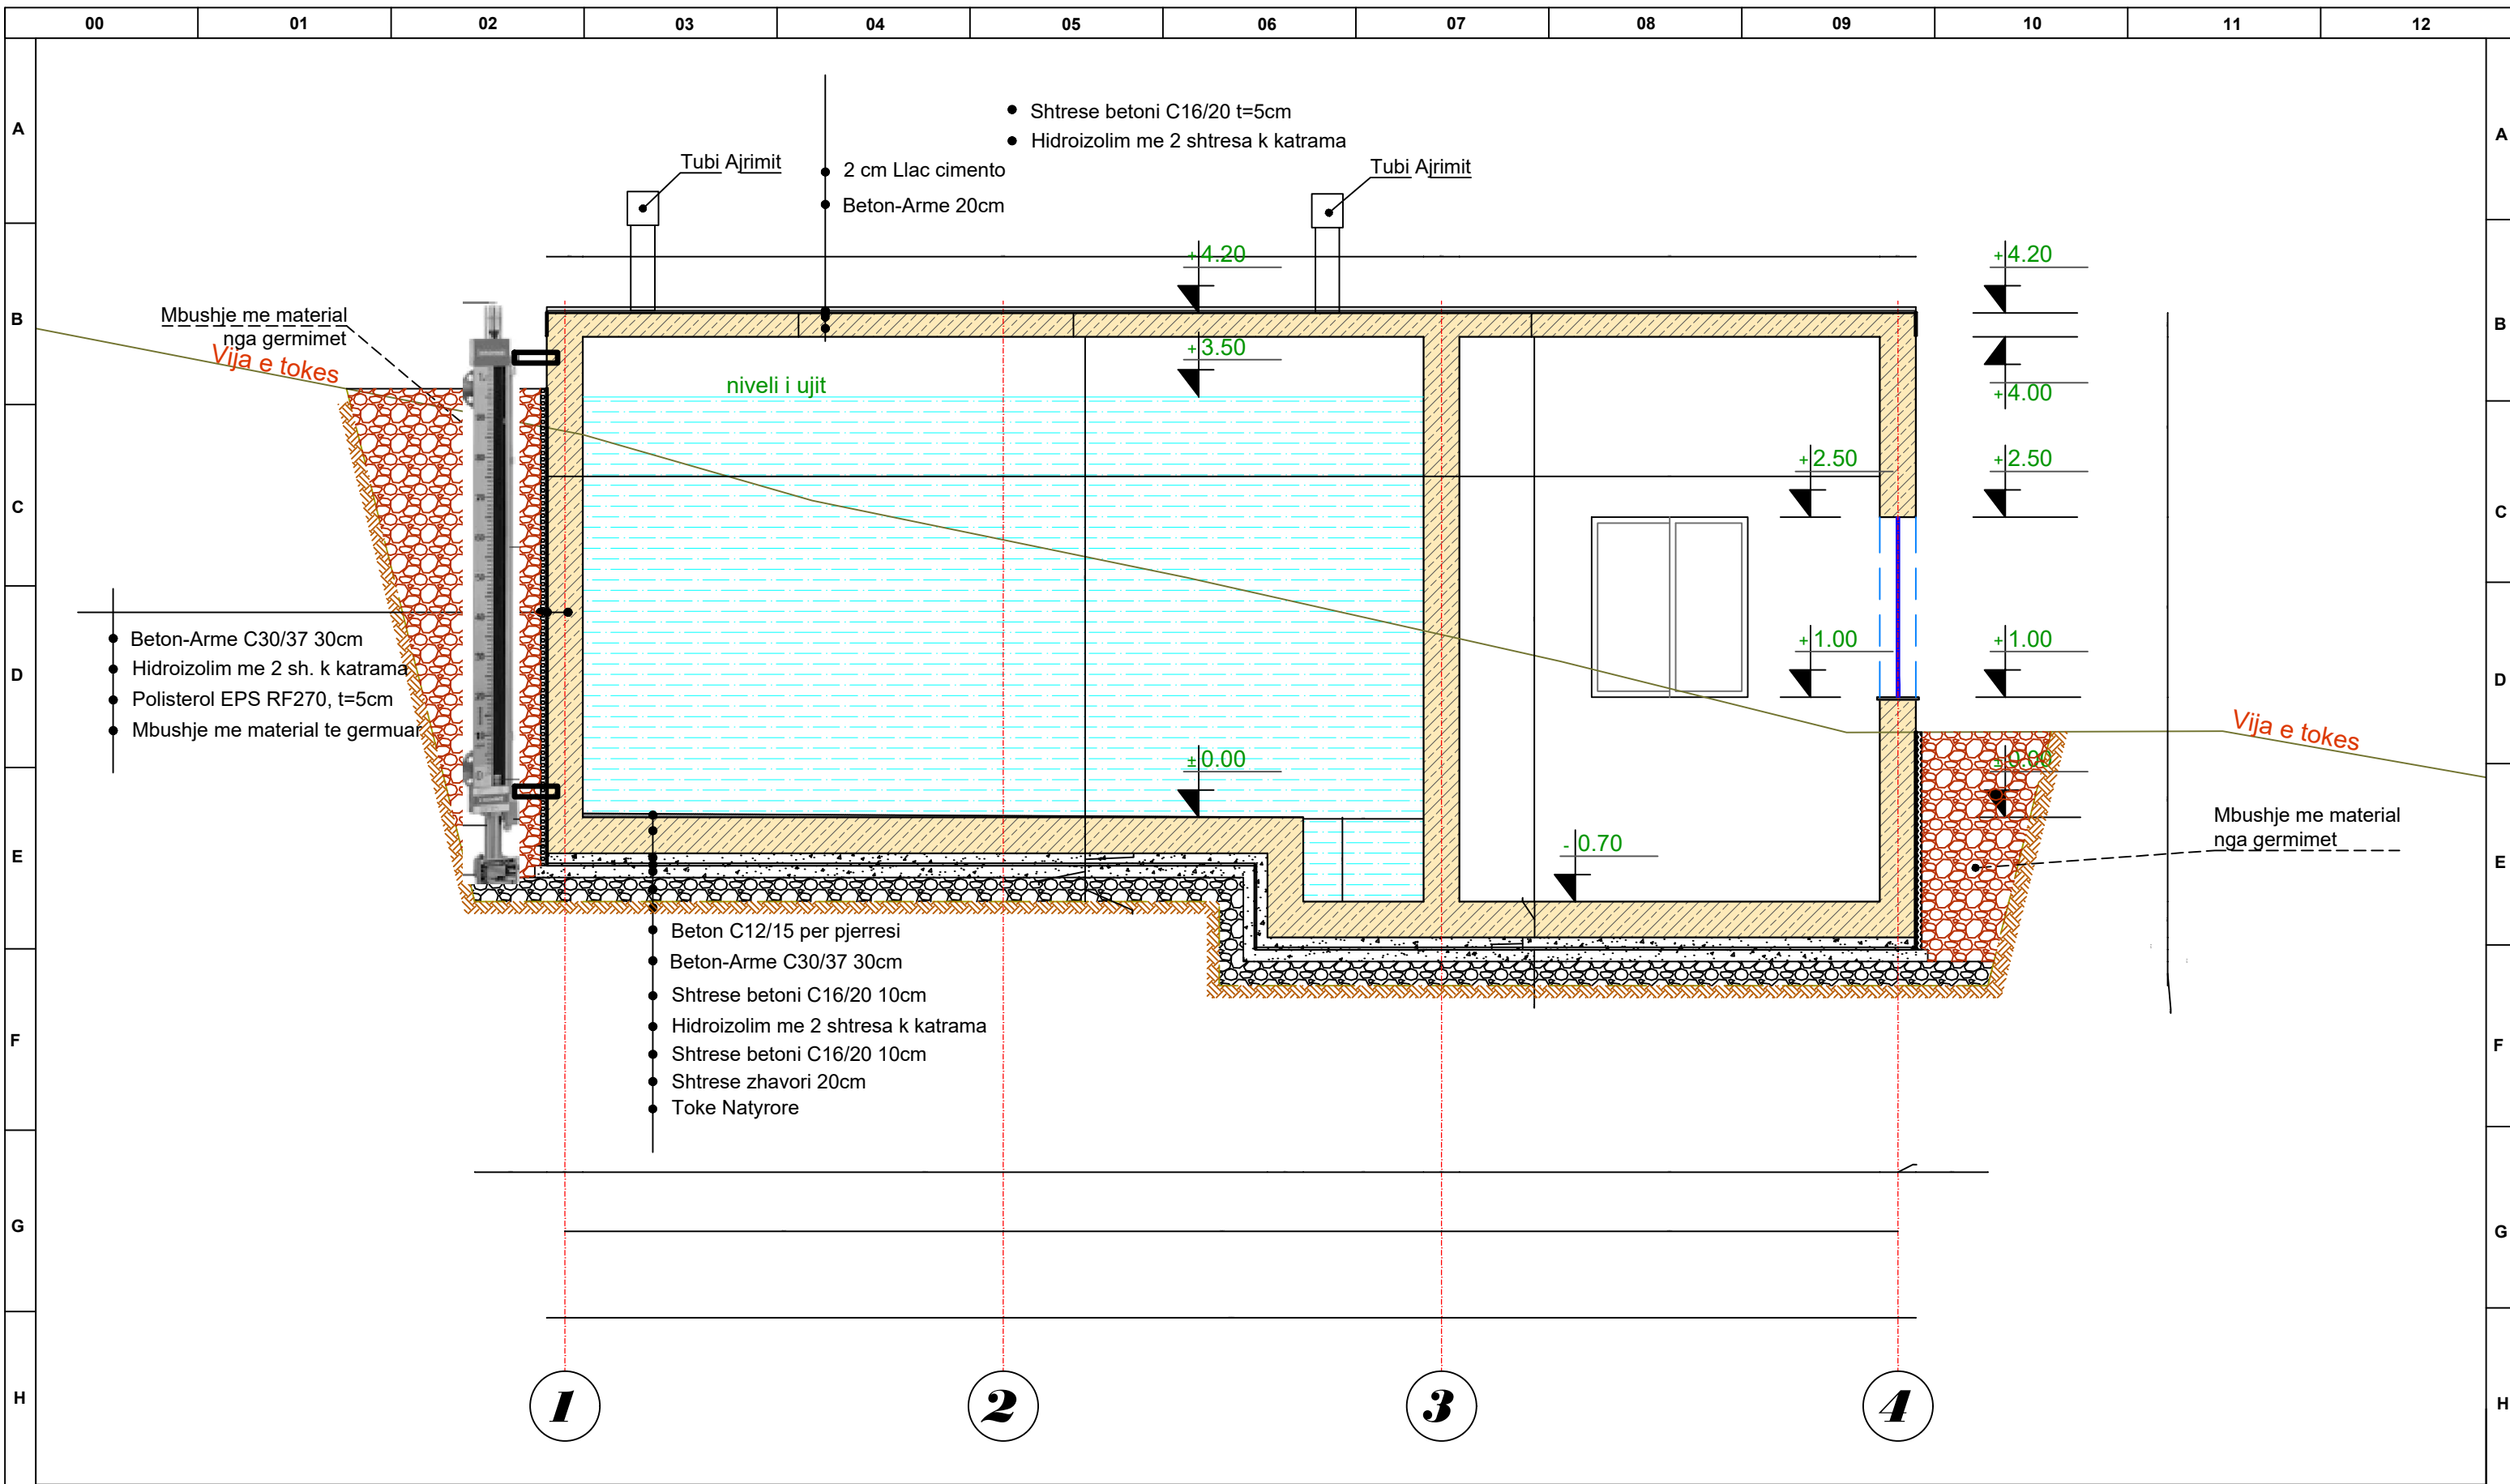 00 01 02 03 04 05 06 07 08 09 10 11 12
A
A
Shtrese betoni C16/20 t=5cm
Hidroizolim me 2 shtresa k katrama
Tubi Ajrimit
2 cm Llac cimento
Tubi Ajrimit
Beton-Arme 20cm
+4.20
+4.20
B
B
Mbushje me material
nga germimet
Vija e tokes
+3.50
niveli i ujit
+4.00
+2.50
+2.50
C
C
Beton-Arme C30/37 30cm
Hidroizolim me 2 sh. k katrama
Polisterol EPS RF270, t=5cm
Mbushje me material te germuar
+1.00
+1.00
D
D
Vija e tokes
±0.00
±0.00
Mbushje me material
nga germimet
- 0.70
E
E
Beton C12/15 per pjerresi
Beton-Arme C30/37 30cm
Shtrese betoni C16/20 10cm
Hidroizolim me 2 shtresa k katrama
Shtrese betoni C16/20 10cm
Shtrese zhavori 20cm
Toke Natyrore
F
F
G
G
H
H
1 2 3 4